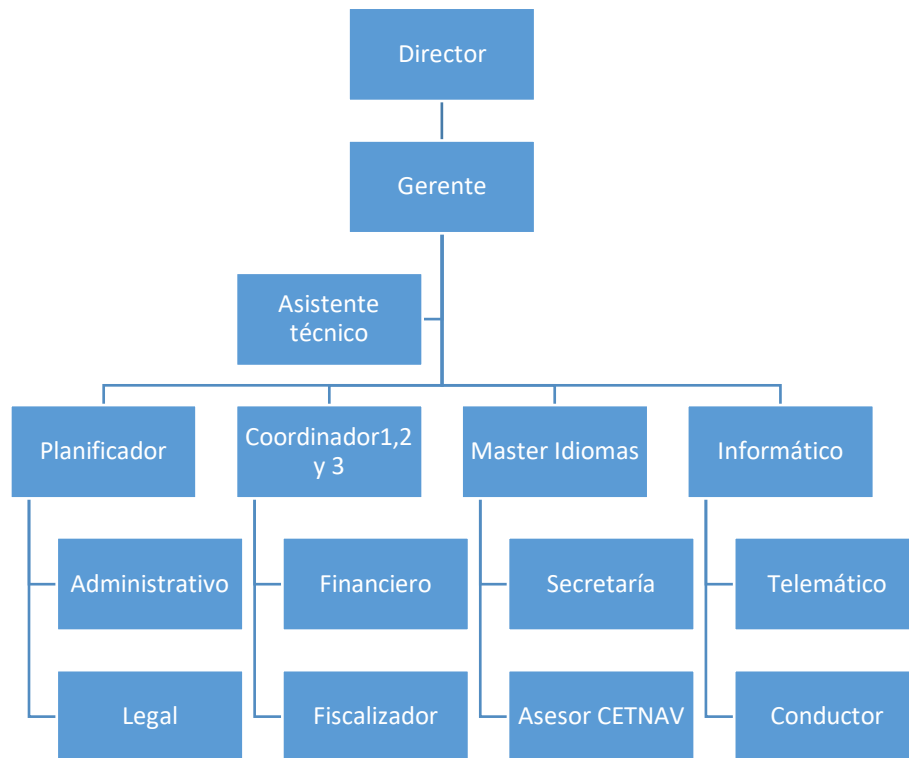 Director
Gerente
Asistente
técnico
Planificador
Coordinador1,2
y 3
Master Idiomas
Informático
Administrativo
Financiero
Secretaría
Telemático
Legal
Fiscalizador
Asesor CETNAV
Conductor